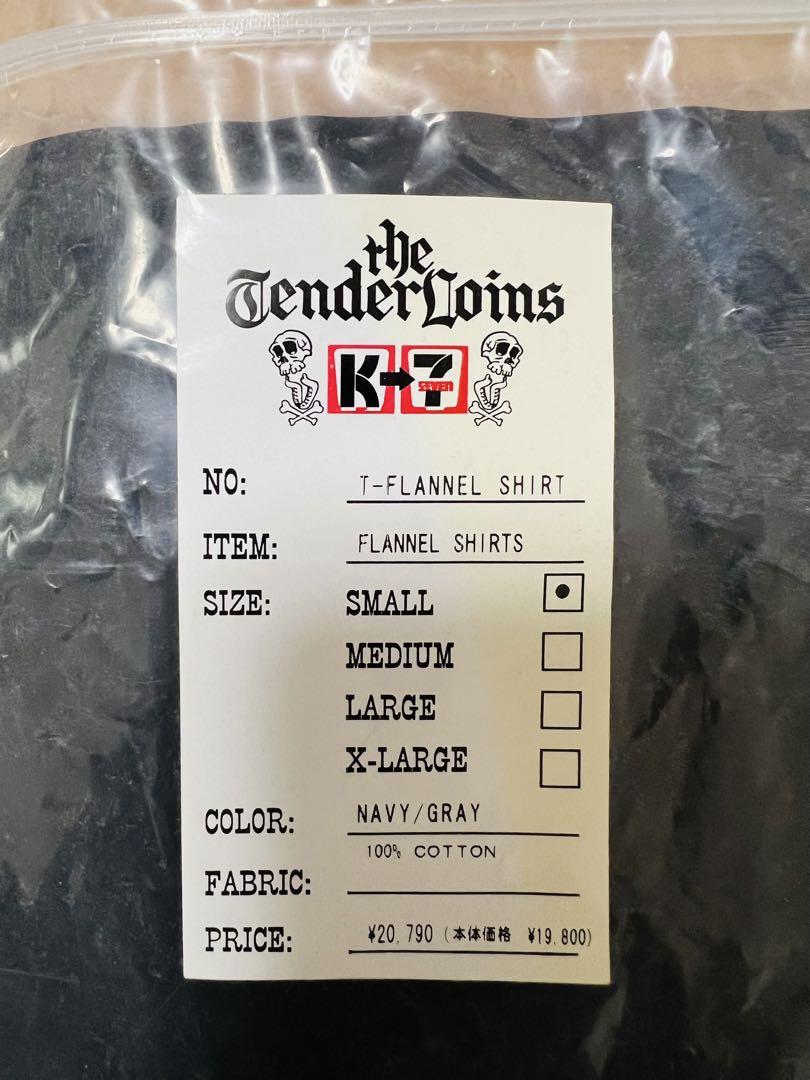 the
TenderLoins
K→7
SEVEN
NO: T-FLANNEL SHIRT
ITEM: FLANNEL SHIRTS
SIZE: SMALL
MEDIUM
LARGE
X-LARGE
COLOR: NAVY/GRAY
FABRIC: 100% COTTON
PRICE: ¥20,790 (本体価格 ¥19,800)